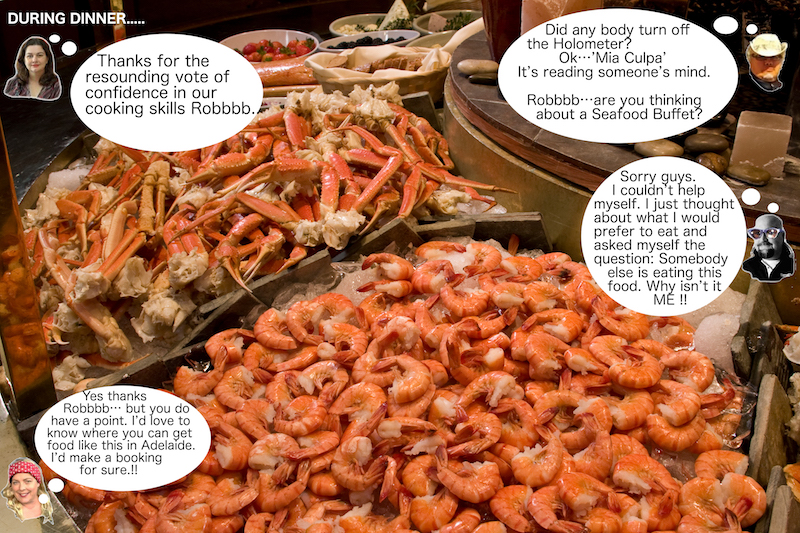 DURING DINNER.....
Thanks for the
resounding vote of
confidence in our
cooking skills Robbbb.
Did any body turn off
the Holometer?
Ok…'Mia Culpa'
It's reading someone's mind.
Robbbb…are you thinking
about a Seafood Buffet?
Sorry guys.
I couldn't help
myself. I just thought
about what I would
prefer to eat and
asked myself the
question: Somebody
else is eating this
food. Why isn't it
ME !!
Yes thanks
Robbbb… but you do
have a point. I'd love to
know where you can get
food like this in Adelaide.
I'd make a booking
for sure.!!